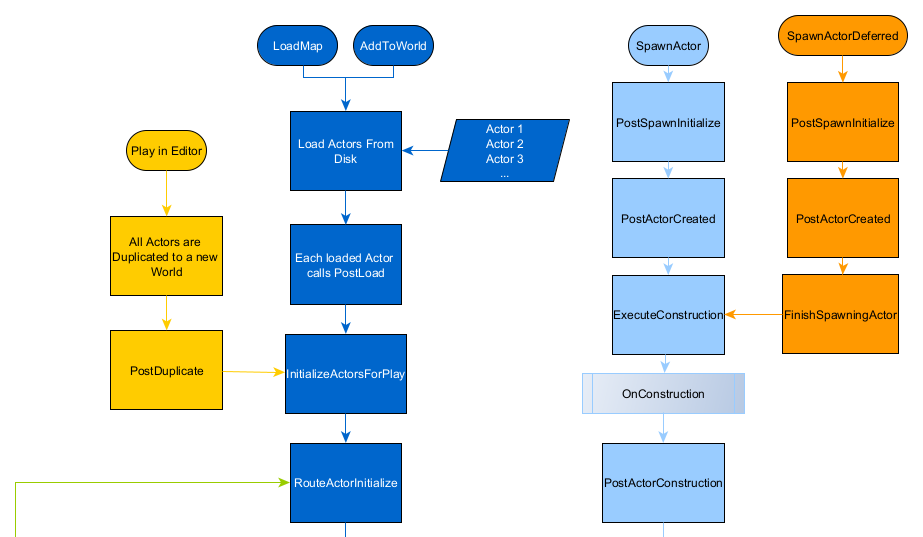 LoadMap
AddToWorld
SpawnActor
SpawnActorDeferred
Load Actors From
Disk
Actor 1
Actor 2
Actor 3
...
PostSpawnInitialize
PostSpawnInitialize
Play in Editor
All Actors are
Duplicated to a new
World
Each loaded Actor
calls PostLoad
PostActorCreated
PostActorCreated
PostDuplicate
InitializeActorsForPlay
ExecuteConstruction
FinishSpawningActor
OnConstruction
RouteActorInitialize
PostActorConstruction